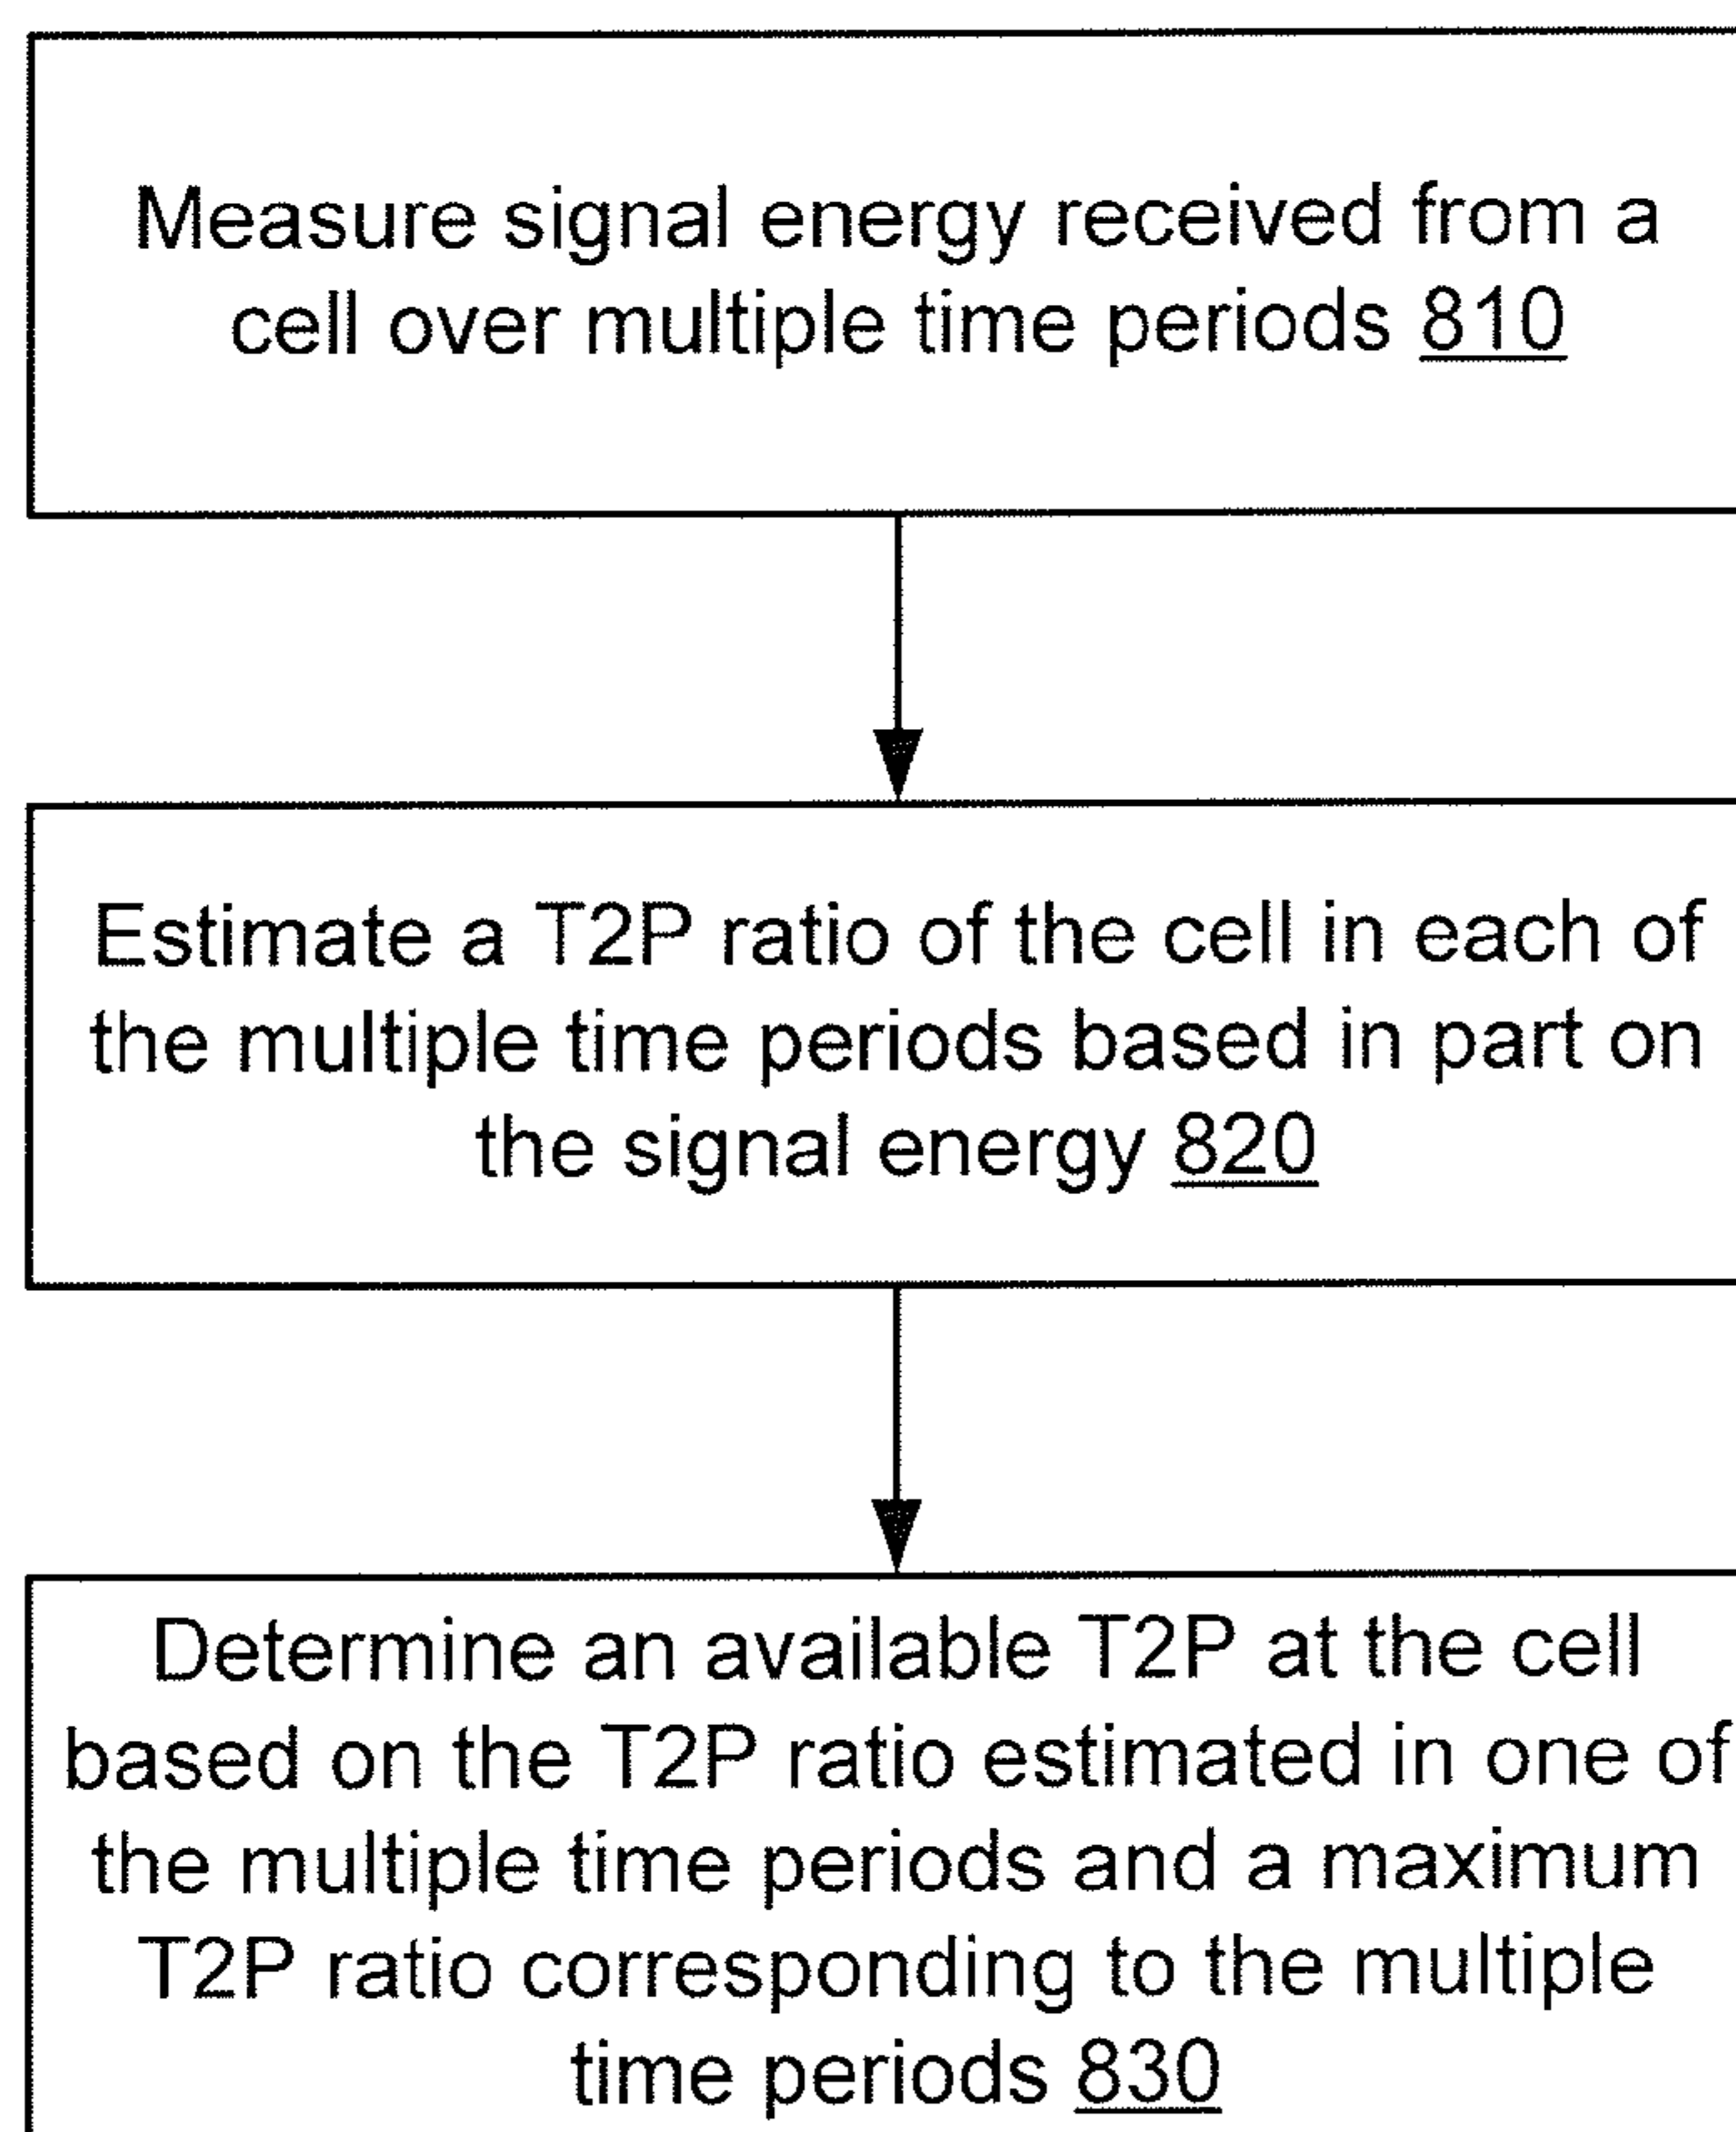 Measure signal energy received from a
cell over multiple time periods 810
Estimate a T2P ratio of the cell in each of
the multiple time periods based in part on
the signal energy 820
Determine an available T2P at the cell
based on the T2P ratio estimated in one of
the multiple time periods and a maximum
T2P ratio corresponding to the multiple
time periods 830